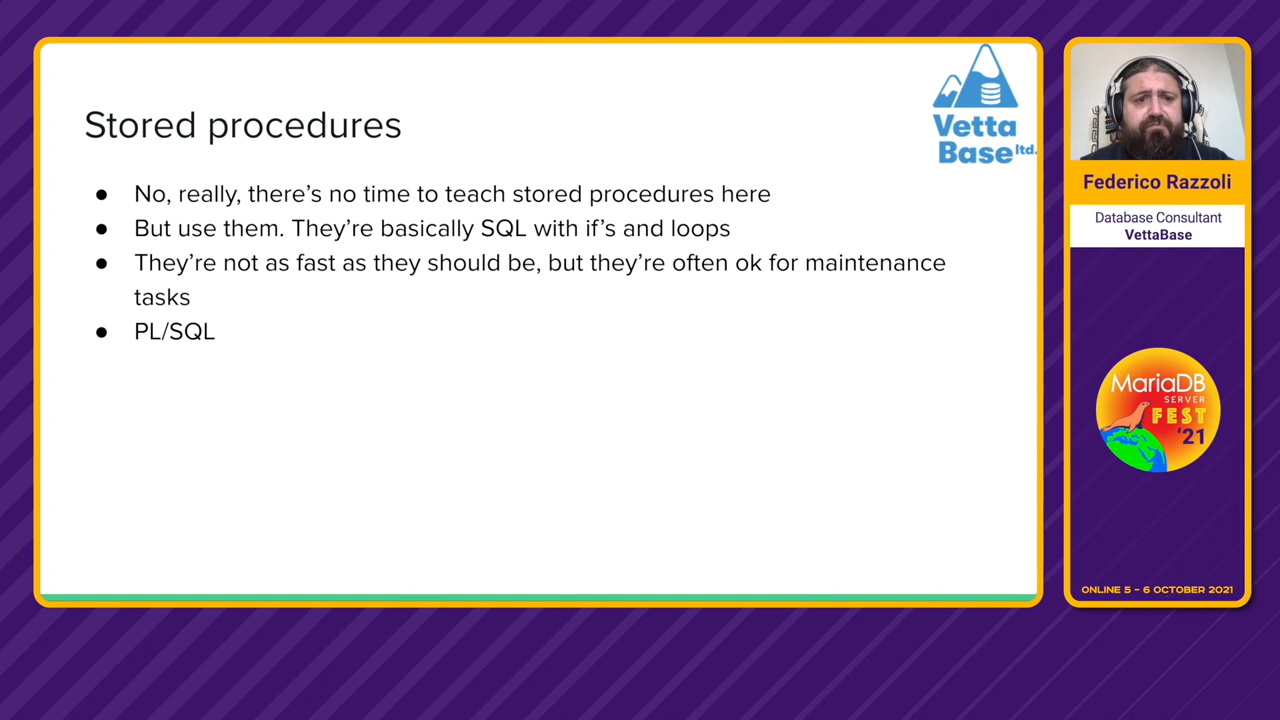 Stored procedures
● No, really, there's no time to teach stored procedures here
● But use them. They're basically SQL with if's and loops
● They're not as fast as they should be, but they're often ok for maintenance
tasks
● PL/SQL
Vetta
Base ltd.
Federico Razzoli
Database Consultant
VettaBase
MariaDB
SERVER
FEST
'21
ONLINE 5 – 6 OCTOBER 2021